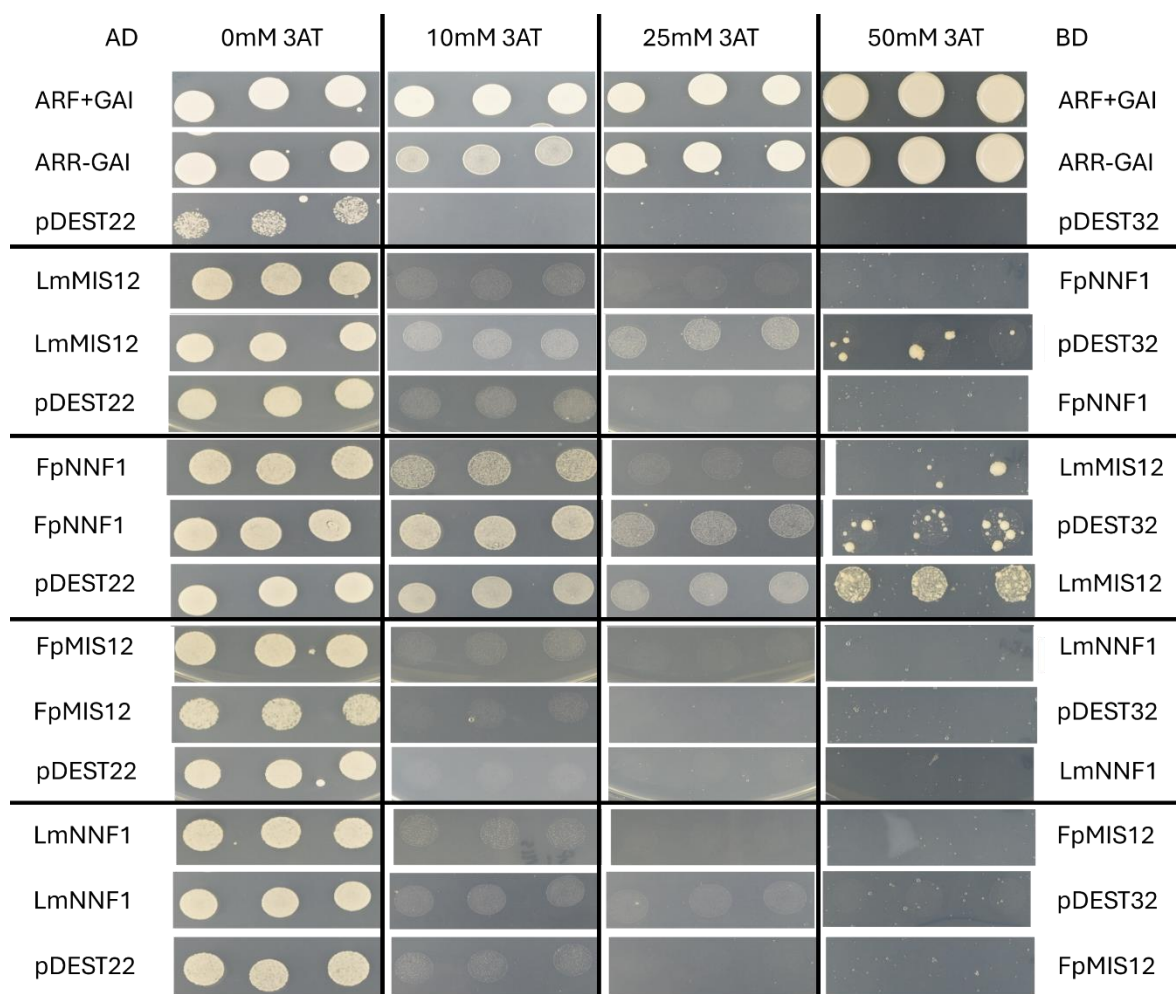 AD 0mM 3AT 10mM 3AT 25mM 3AT 50mM 3AT BD
ARF+GAI ARF+GAI
ARR-GAI ARR-GAI
pDEST22 pDEST32
LmMIS12 FpNNF1
LmMIS12 pDEST32
pDEST22 FpNNF1
FpNNF1 LmMIS12
FpNNF1 pDEST32
pDEST22 LmMIS12
FpMIS12 LmNNF1
FpMIS12 pDEST32
pDEST22 LmNNF1
LmNNF1 FpMIS12
LmNNF1 pDEST32
pDEST22 FpMIS12